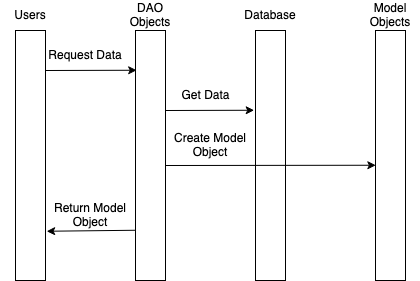 Users
DAO
Objects
Database
Model
Objects
Request Data
Get Data
Create Model
Object
Return Model
Object